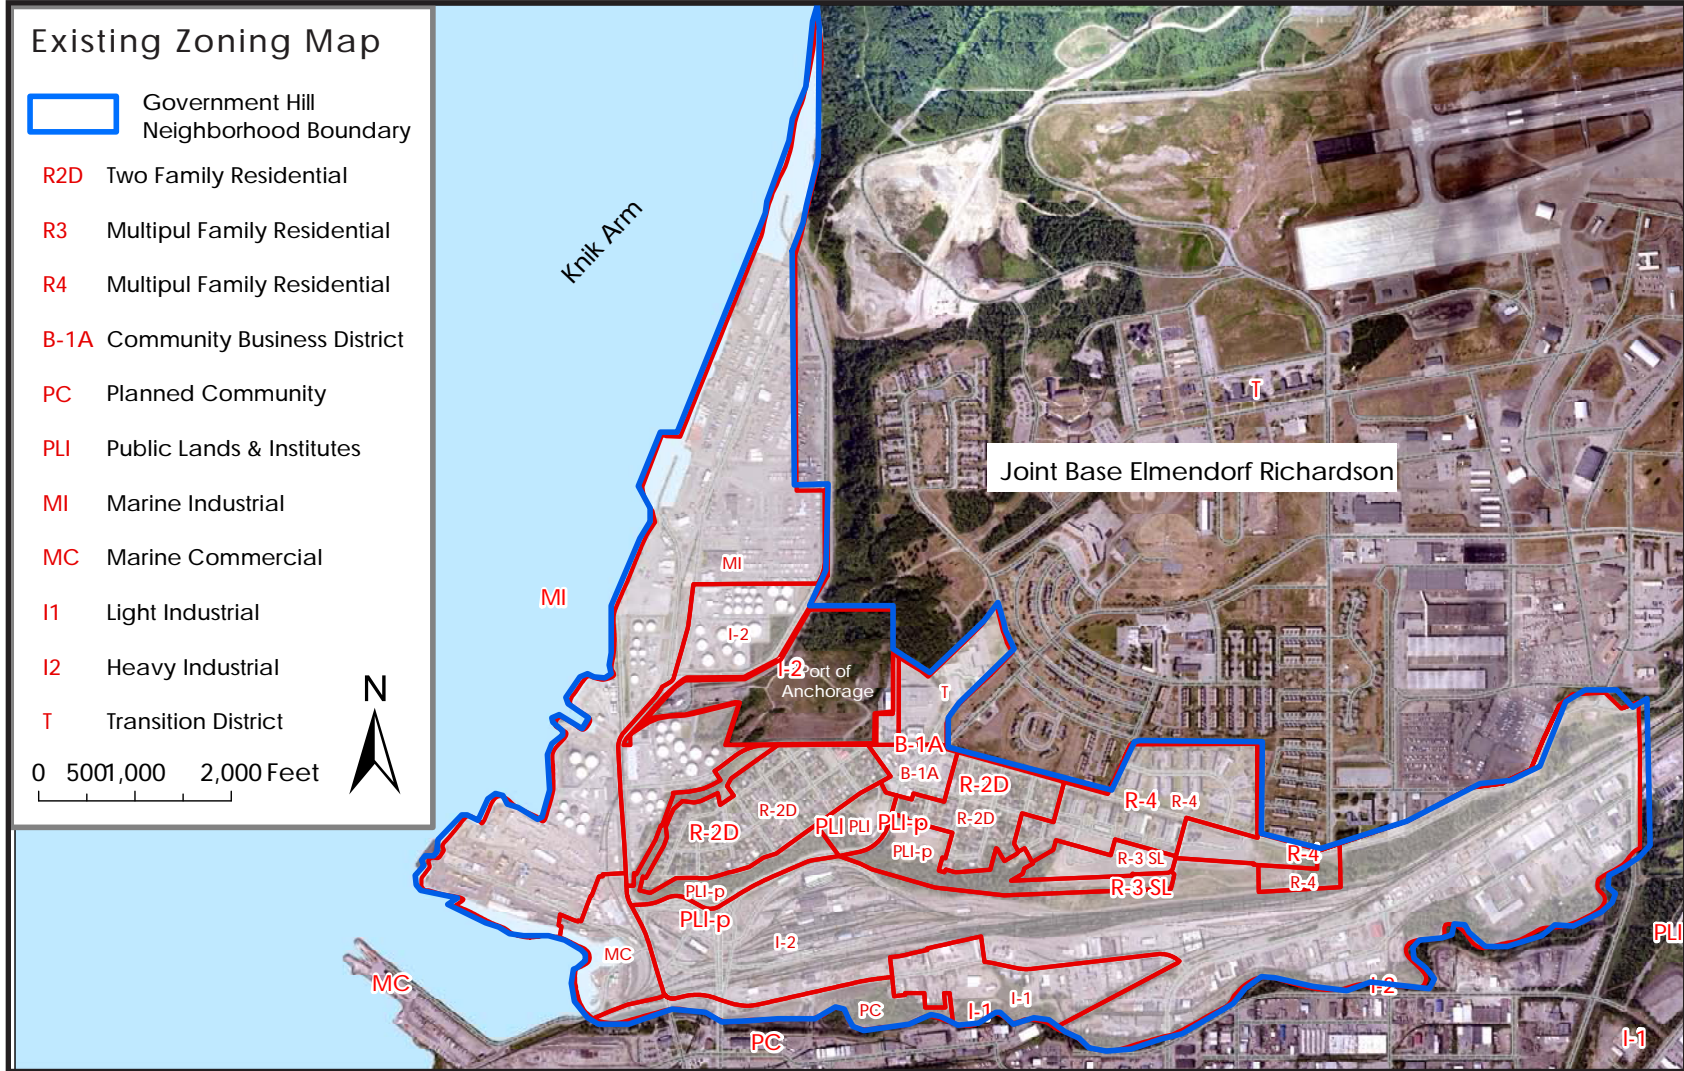 Existing Zoning Map
Government Hill
Neighborhood Boundary
R2D Two Family Residential
R3 Multipul Family Residential
R4 Multipul Family Residential
B-1A Community Business District
PC Planned Community
PLI Public Lands & Institutes
MI Marine Industrial
MC Marine Commercial
I1 Light Industrial
I2 Heavy Industrial
T Transition District
N
0 500 1,000 2,000 Feet
Knik Arm
T
Joint Base Elmendorf Richardson
MI
MI
I-2
I-2
Port of
Anchorage
T
B-1A
B-1A
R-2D
R-2D
R-2D
R-2D
R-4
R-4
PLI
PLI
PLI-p
PLI-p
R-3 SL
R-3 SL
R-4
R-4
PLI-p
PLI-p
I-2
MC
MC
PC
PC
I-1
I-1
I-2
PLI
I-1